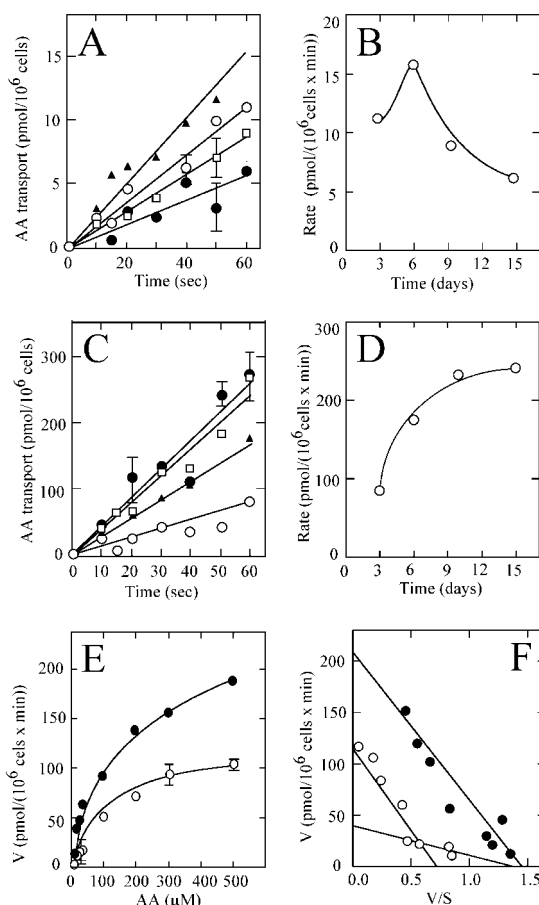 A
AA transport (pmol/10⁶ cells)
15
10
5
0
0 10 20 30 40 50 60
Time (sec)
B
Rate (pmol/(10⁶cells x min))
20
15
10
5
0
0 3 6 9 12 15
Time (days)
C
AA transport (pmol/10⁶ cells)
300
200
100
0
0 10 20 30 40 50 60
Time (sec)
D
Rate (pmol/(10⁶cells x min))
300
200
100
0
0 3 6 9 12 15
Time (days)
E
V (pmol/(10⁶ cels x min))
200
150
100
50
0
0 100 200 300 400 500
AA (µM)
F
V (pmol/10⁶ cells x min)
200
150
100
50
0
0.0 0.5 1.0 1.5
V/S